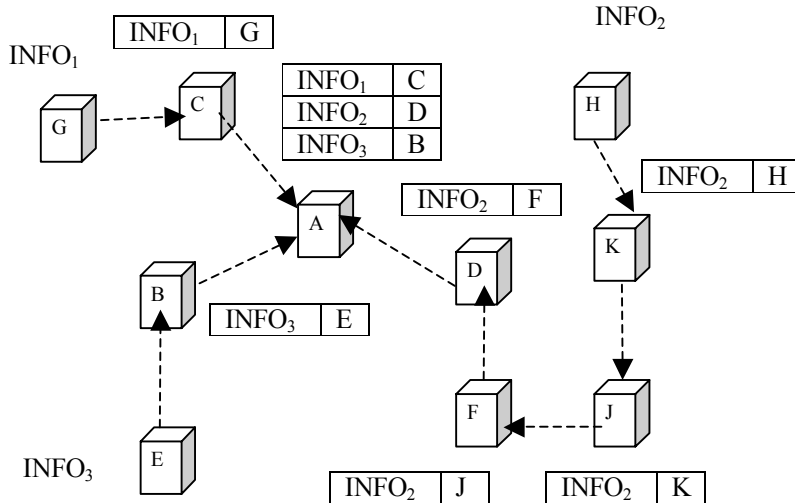 INFO₂
INFO₁ G
INFO₁
INFO₁ C
INFO₂ D
INFO₃ B
C
H
G
INFO₂ H
INFO₂ F
A
K
D
B
INFO₃ E
F
J
E
INFO₃
INFO₂ J
INFO₂ K